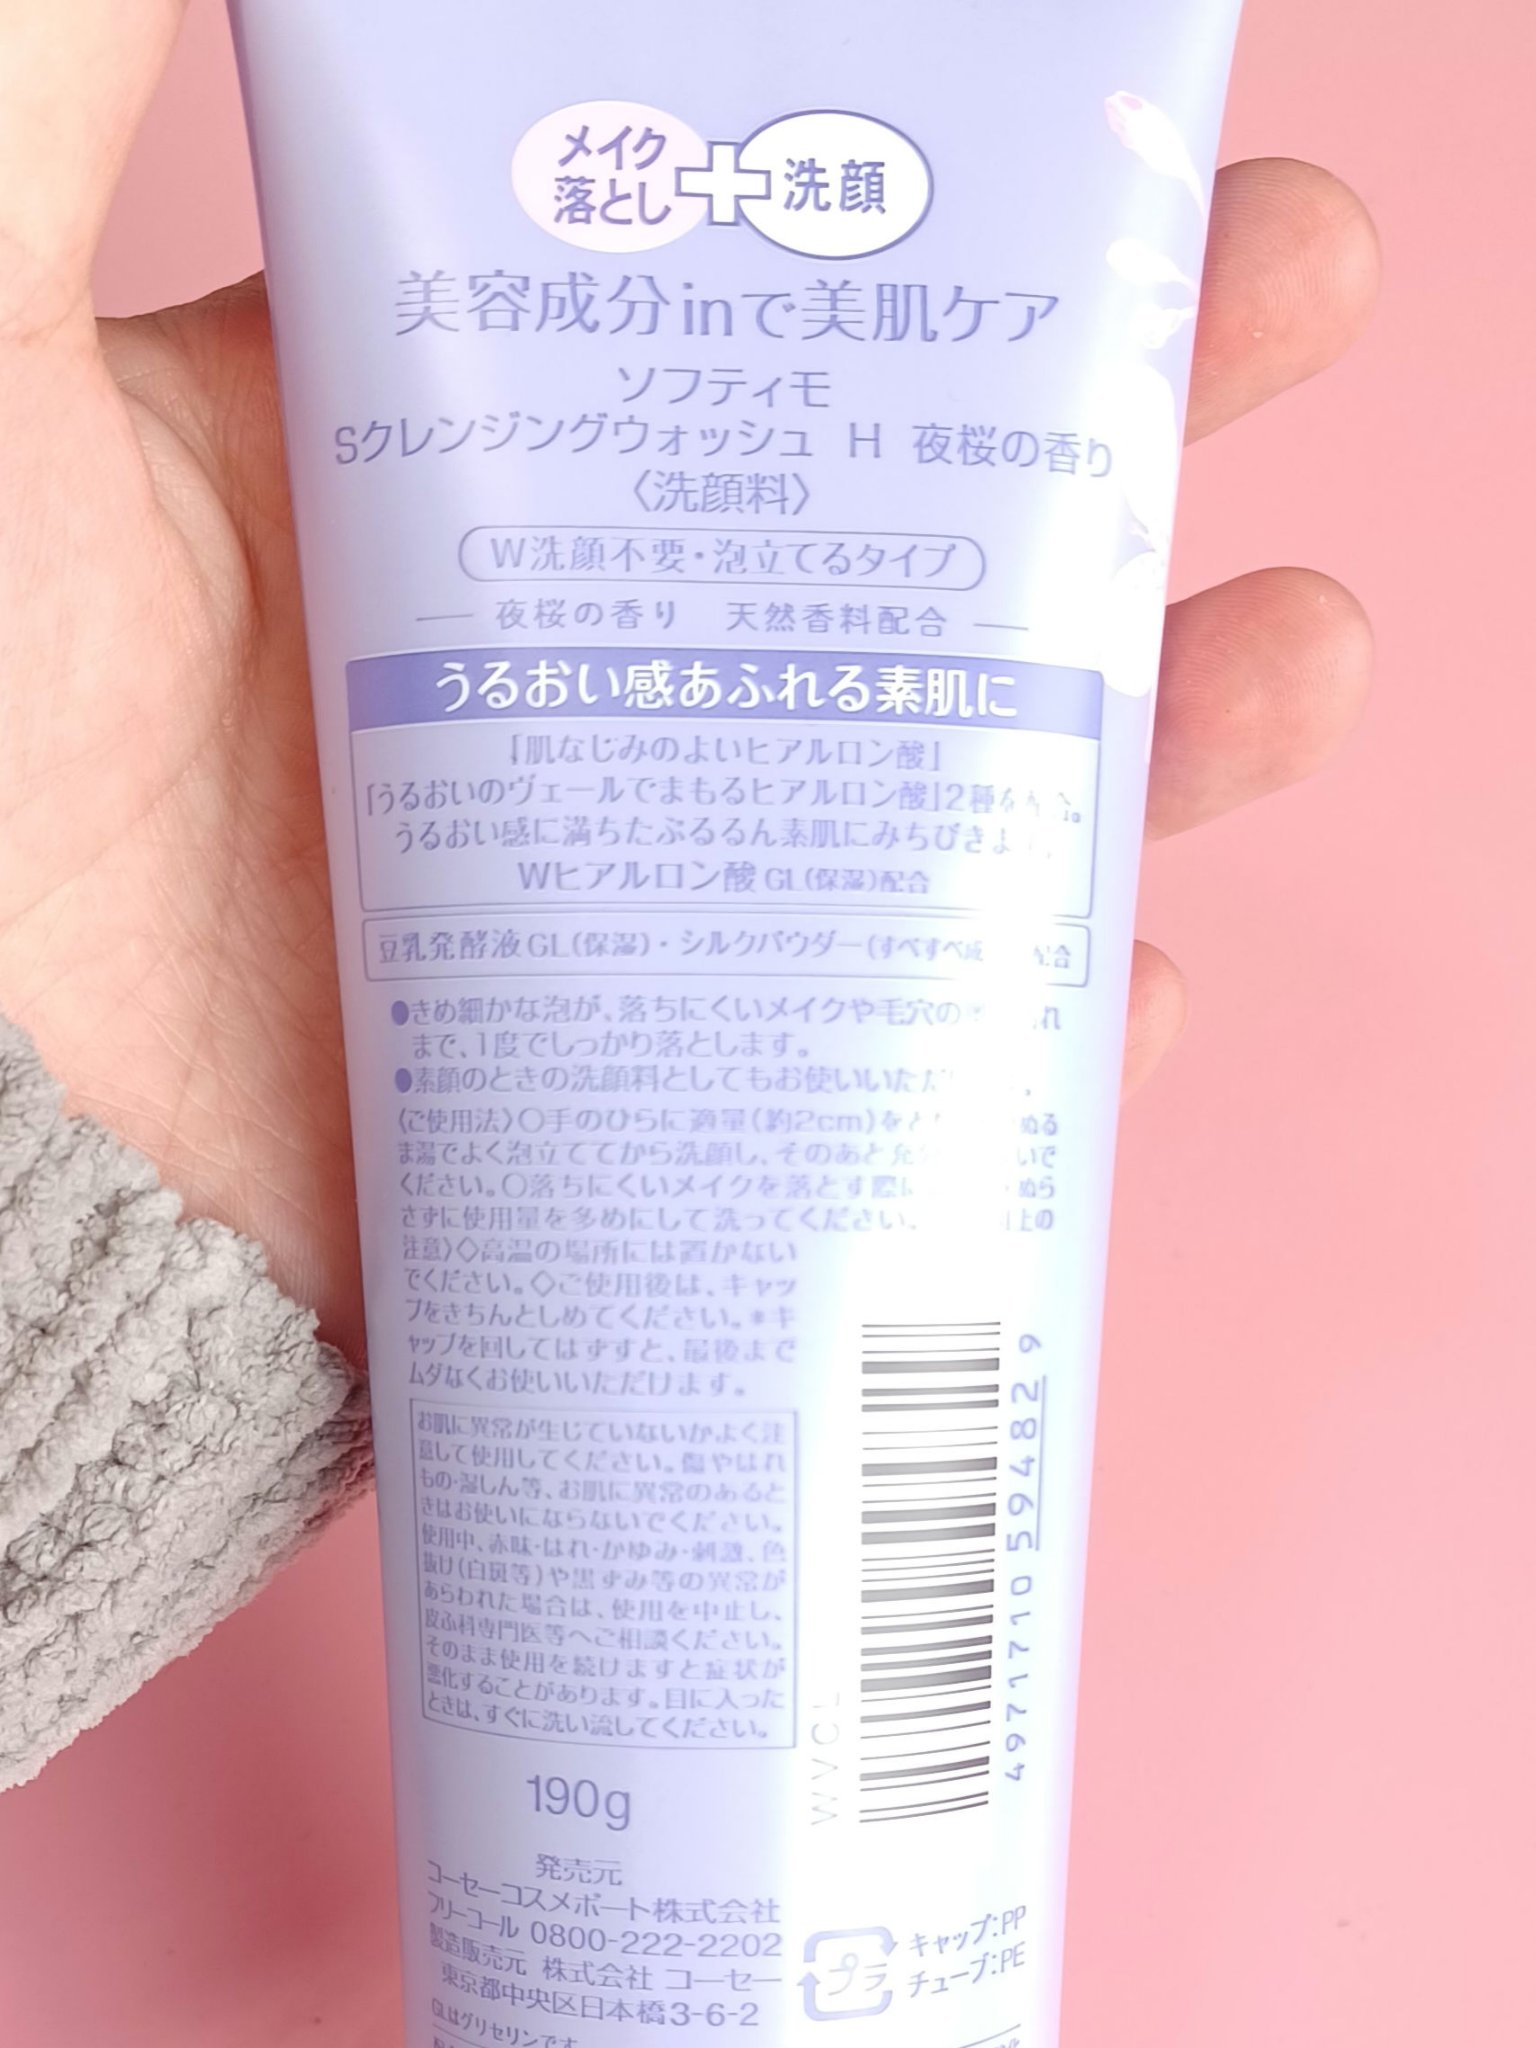 メイク
落とし
洗顔
美容成分inで美肌ケア
ソフティモ
Sクレンジングウォッシュ H 夜桜の香り
〈洗顔料〉
W洗顔不要・泡立てるタイプ
夜桜の香り 天然香料配合
うるおい感あふれる素肌に
「肌なじみのよいヒアルロン酸」
「うるおいのヴェールでまもるヒアルロン酸」2種を
うるおい感に満ちたぷるるん素肌にみちびき
Wヒアルロン酸GL(保湿)配合
豆乳発酵液GL(保湿)・シルクパウダー(すべすべ成 配合
●きめ細かな泡が、落ちにくいメイクや毛穴の れ
まで、1度でしっかり落とします。
●素顔のときの洗顔料としてもお使いいただ
〈ご使用法〉○手のひらに適量(約2cm)をと ぬる
ま湯でよく泡立ててから洗顔し、そのあと充 いで
ください。○落ちにくいメイクを落とす際に ぬら
さずに使用量を多めにして洗ってください。 上の
注意〉◇高温の場所には置かない
でください。◇ご使用後は、キャッ
プをきちんとしめてください。*キ
ャップを回してはずすと、最後まで
ムダなくお使いいただけます。
お肌に異常が生じていないかよく注
意して使用してください。傷やはれ
もの・湿しん等、お肌に異常のあると
きはお使いにならないでください。
使用中、赤味・はれ・かゆみ・刺激、色
抜け(白斑等)や黒ずみ等の異常が
あらわれた場合は、使用を中止し、
皮ふ科専門医等へご相談ください。
そのまま使用を続けますと症状が
悪化することがあります。目に入った
ときは、すぐに洗い流してください。
WVCL
4971710594829
190g
発売元
コーセーコスメポート株式会社
フリーコール 0800-222-2202
製造販売元 株式会社 コーセー
東京都中央区日本橋3-6-2
GLはグリセリンです
プラ
キャップ:PP
チューブ:PE